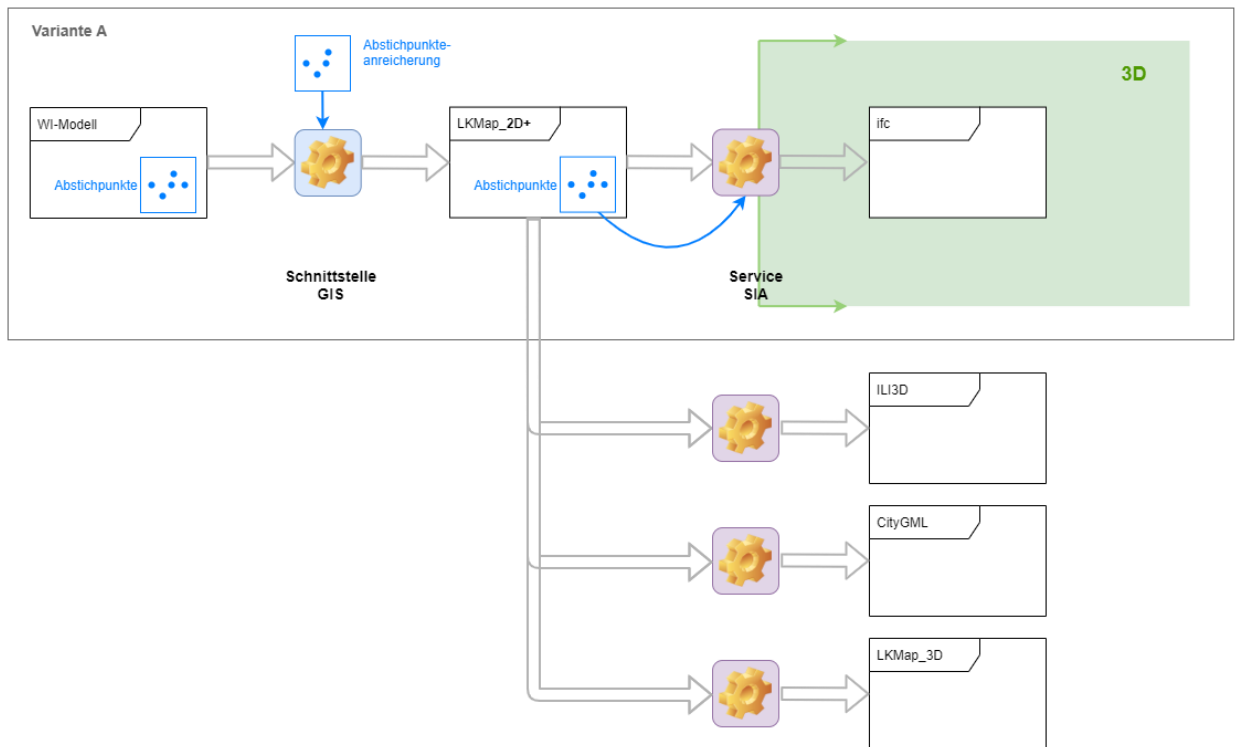 Variante A
Abstichpunkte-
anreicherung
3D
WI-Modell
LKMap_2D+
ifc
Abstichpunkte
Abstichpunkte
Schnittstelle
GIS
Service
SIA
ILI3D
CityGML
LKMap_3D